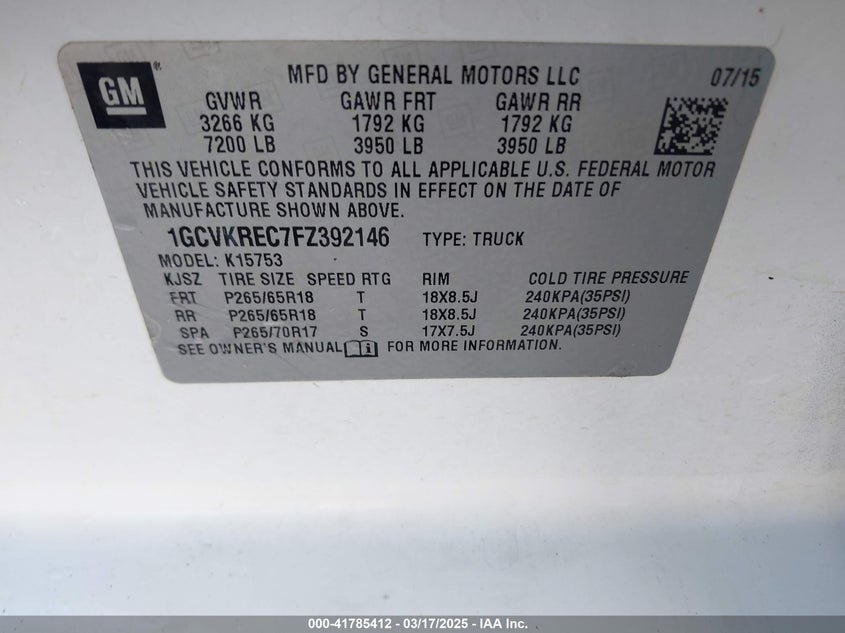 GM ® MFD BY GENERAL MOTORS LLC 07/15
GVWR GAWR FRT GAWR RR
3266 KG 1792 KG 1792 KG
7200 LB 3950 LB 3950 LB
THIS VEHICLE CONFORMS TO ALL APPLICABLE U.S. FEDERAL MOTOR
VEHICLE SAFETY STANDARDS IN EFFECT ON THE DATE OF
MANUFACTURE SHOWN ABOVE.
1GCVKREC7FZ392146 TYPE: TRUCK
MODEL: K15753
KJSZ TIRE SIZE SPEED RTG RIM COLD TIRE PRESSURE
FRT P265/65R18 T 18X8.5J 240KPA(35PSI)
RR P265/65R18 T 18X8.5J 240KPA(35PSI)
SPA P265/70R17 S 17X7.5J 240KPA(35PSI)
SEE OWNER'S MANUAL i FOR MORE INFORMATION.
000-41785412 - 03/17/2025 - IAA Inc.